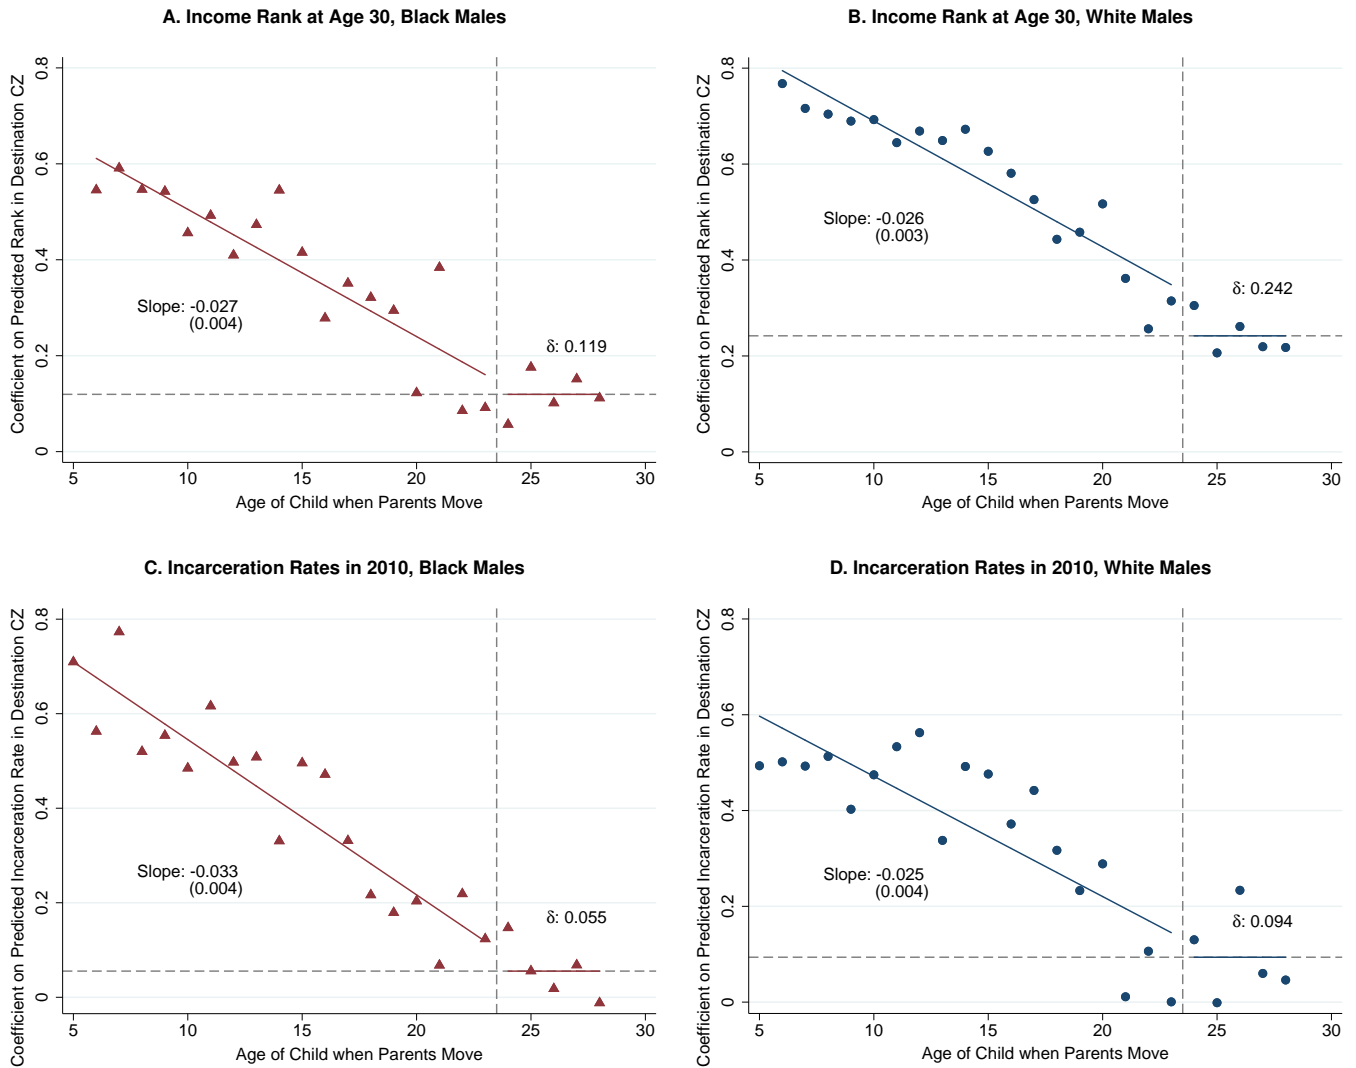 A. Income Rank at Age 30, Black Males
Coefficient on Predicted Rank in Destination CZ
0.8
0.6
0.4
0.2
0
Slope: -0.027
(0.004)
δ: 0.119
5 10 15 20 25 30
Age of Child when Parents Move
B. Income Rank at Age 30, White Males
Coefficient on Predicted Rank in Destination CZ
0.8
0.6
0.4
0.2
0
Slope: -0.026
(0.003)
δ: 0.242
5 10 15 20 25 30
Age of Child when Parents Move
C. Incarceration Rates in 2010, Black Males
Coefficient on Predicted Incarceration Rate in Destination CZ
0.8
0.6
0.4
0.2
0
Slope: -0.033
(0.004)
δ: 0.055
5 10 15 20 25 30
Age of Child when Parents Move
D. Incarceration Rates in 2010, White Males
Coefficient on Predicted Incarceration Rate in Destination CZ
0.8
0.6
0.4
0.2
0
Slope: -0.025
(0.004)
δ: 0.094
5 10 15 20 25 30
Age of Child when Parents Move